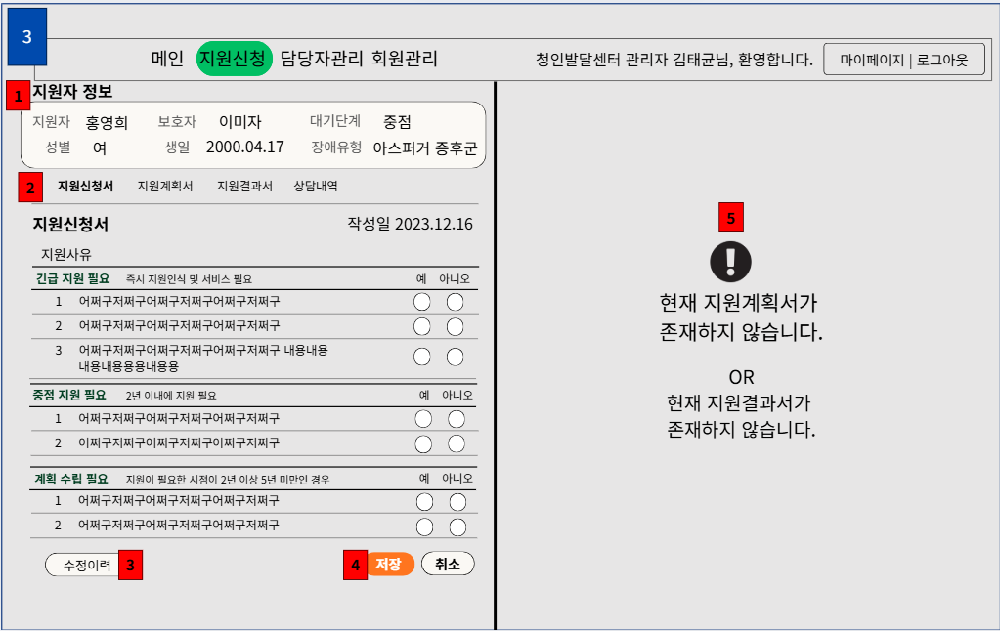 3
메인 지원신청 담당자관리 회원관리 청인발달센터 관리자 김태균님, 환영합니다. 마이페이지 | 로그아웃
1 지원자 정보
지원자 홍영희 보호자 이미자 대기단계 중점
성별 여 생일 2000.04.17 장애유형 아스퍼거 증후군
2 지원신청서 지원계획서 지원결과서 상담내역
지원신청서 작성일 2023.12.16
지원사유
긴급 지원 필요 즉시 지원인식 및 서비스 필요 예 아니오
1 어쩌구저쩌구어쩌구저쩌구어쩌구저쩌구
2 어쩌구저쩌구어쩌구저쩌구어쩌구저쩌구
3 어쩌구저쩌구어쩌구저쩌구어쩌구저쩌구 내용내용
내용내용용용내용용
중점 지원 필요 2년 이내에 지원 필요 예 아니오
1 어쩌구저쩌구어쩌구저쩌구어쩌구저쩌구
2 어쩌구저쩌구어쩌구저쩌구어쩌구저쩌구
계획 수립 필요 지원이 필요한 시점이 2년 이상 5년 미만인 경우 예 아니오
1 어쩌구저쩌구어쩌구저쩌구어쩌구저쩌구
2 어쩌구저쩌구어쩌구저쩌구어쩌구저쩌구
수정이력 3 4 저장 취소
5
현재 지원계획서가
존재하지 않습니다.
OR
현재 지원결과서가
존재하지 않습니다.